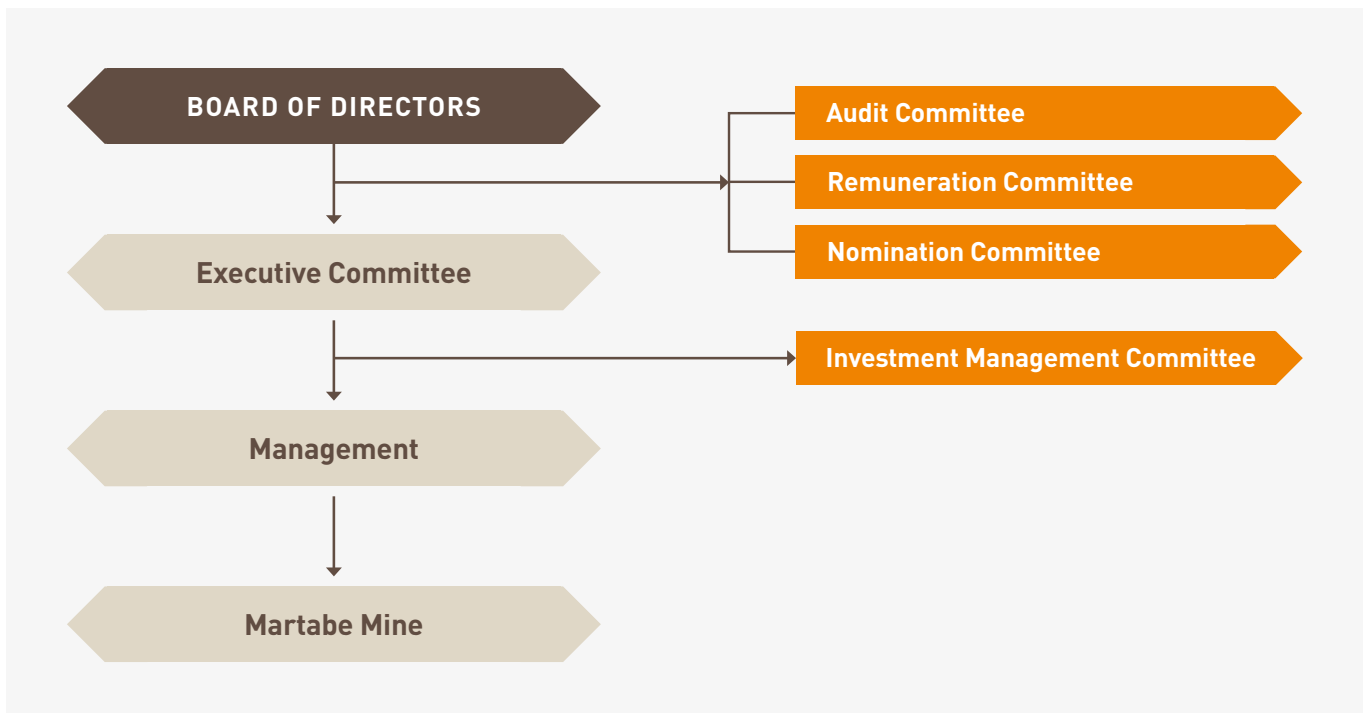 BOARD OF DIRECTORS
Audit Committee
Remuneration Committee
Nomination Committee
Executive Committee
Investment Management Committee
Management
Martabe Mine